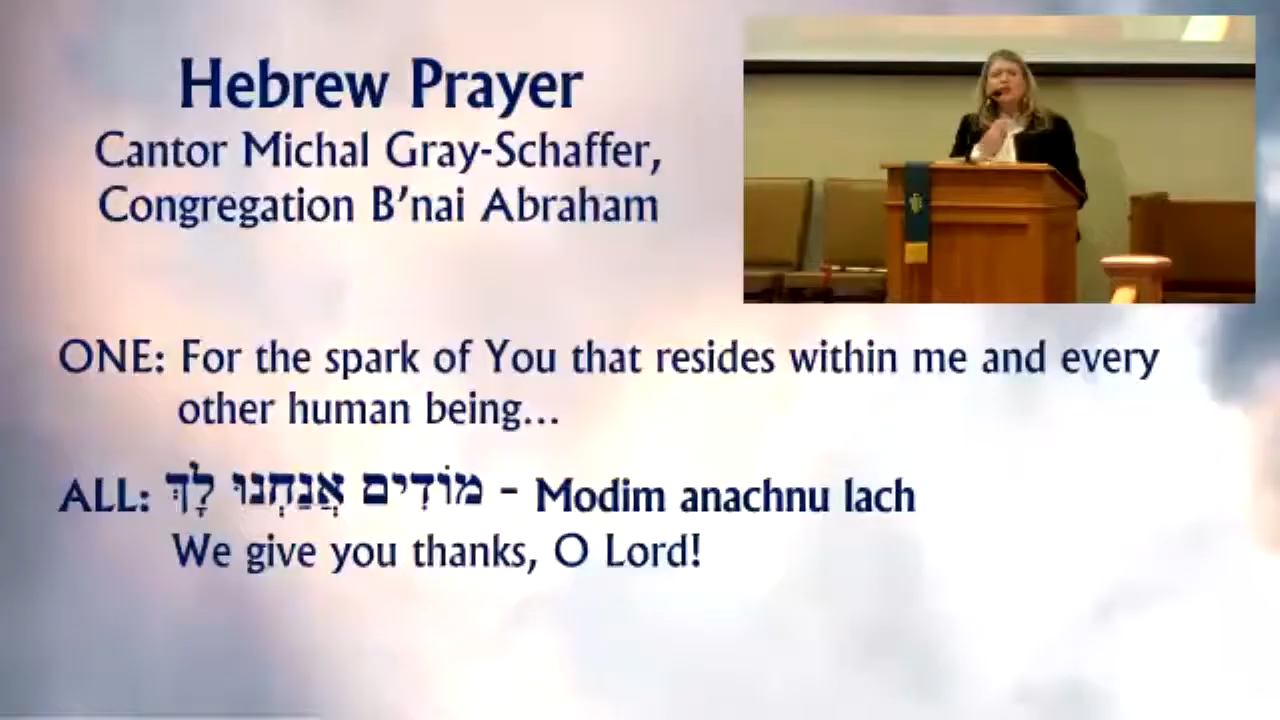 Hebrew Prayer
Cantor Michal Gray-Schaffer,
Congregation B'nai Abraham
ONE: For the spark of You that resides within me and every
other human being...
ALL: מוֹדִים אֲנַחְנוּ לָךְ - Modim anachnu lach
We give you thanks, O Lord!